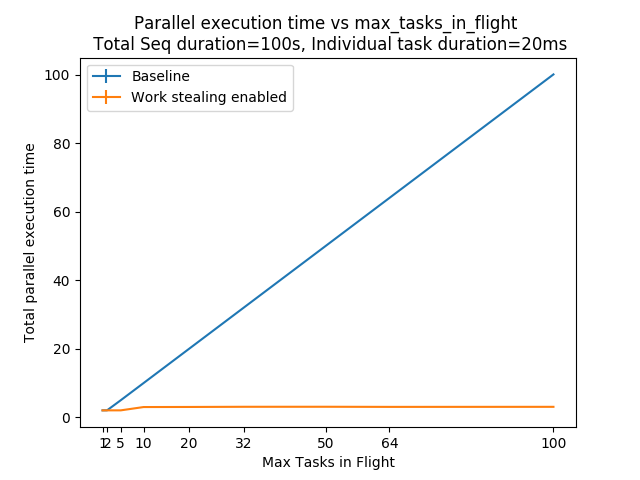 Parallel execution time vs max_tasks_in_flight
Total Seq duration=100s, Individual task duration=20ms
Baseline
Work stealing enabled
Total parallel execution time
100
80
60
40
20
0
1 2 5 10 20 32 50 64 100
Max Tasks in Flight